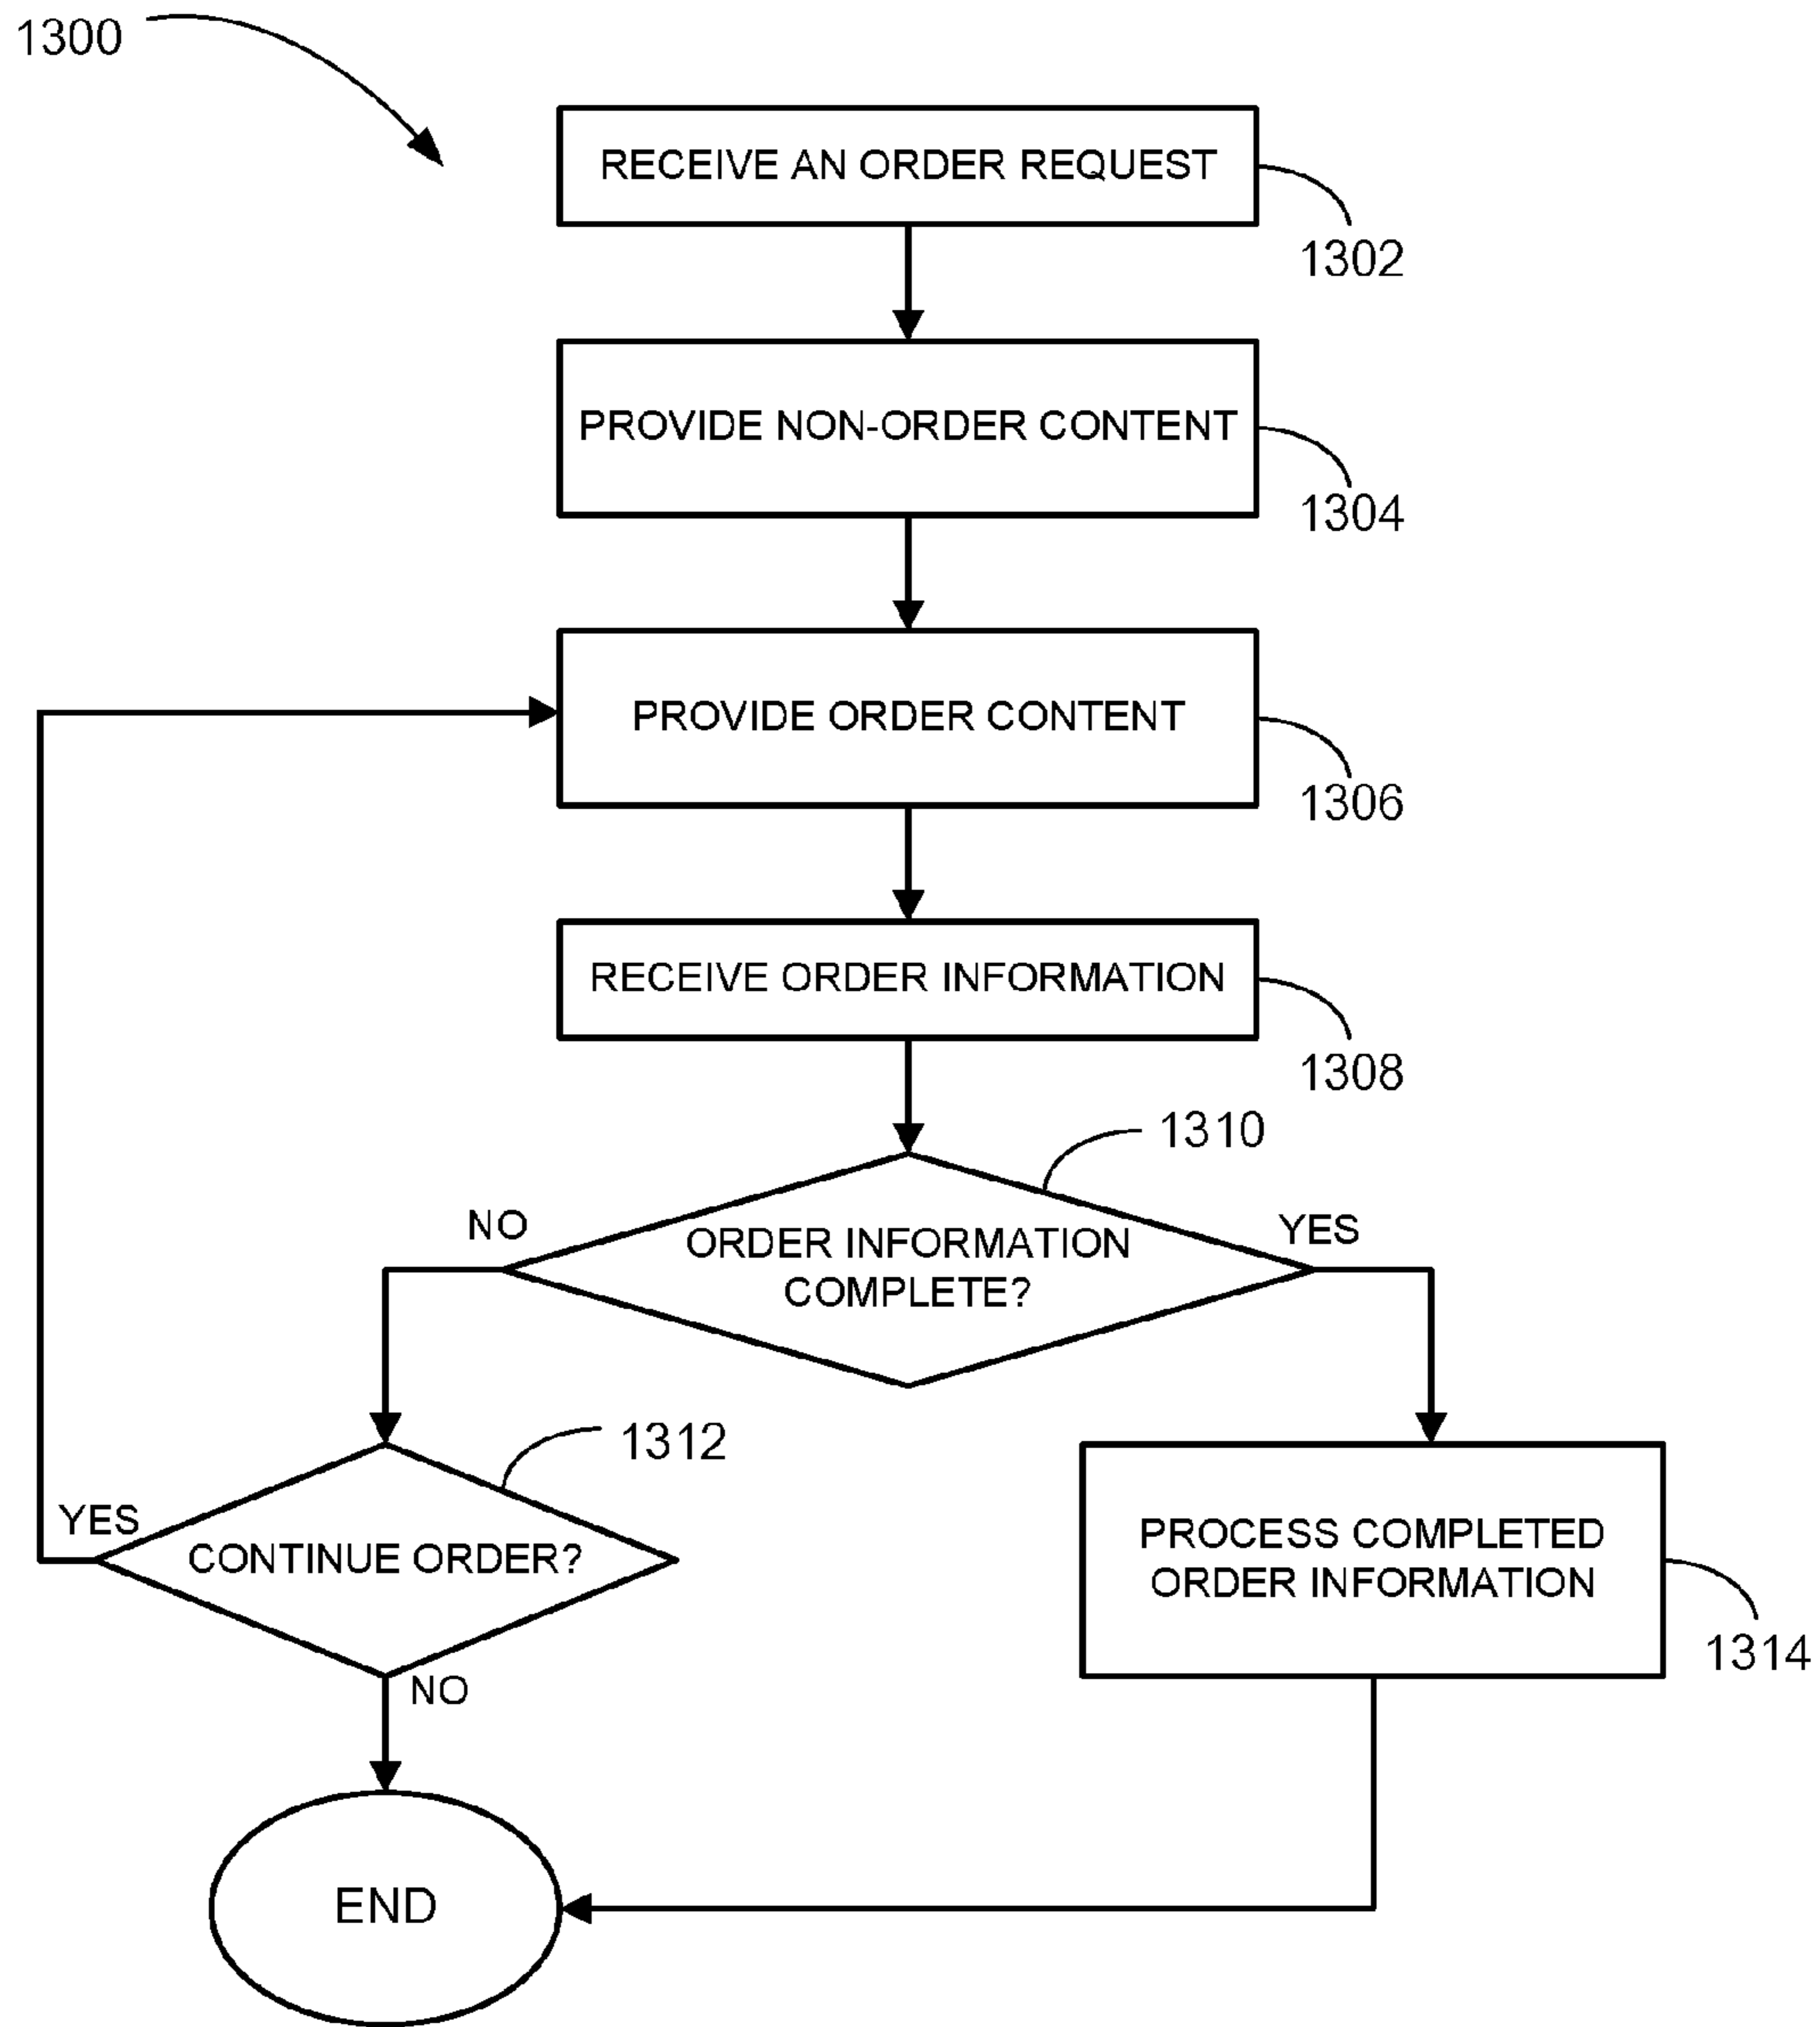 1300
RECEIVE AN ORDER REQUEST
1302
PROVIDE NON-ORDER CONTENT
1304
PROVIDE ORDER CONTENT
1306
RECEIVE ORDER INFORMATION
1308
1310
NO
ORDER INFORMATION
COMPLETE?
YES
1312
YES
CONTINUE ORDER?
NO
PROCESS COMPLETED
ORDER INFORMATION
1314
END